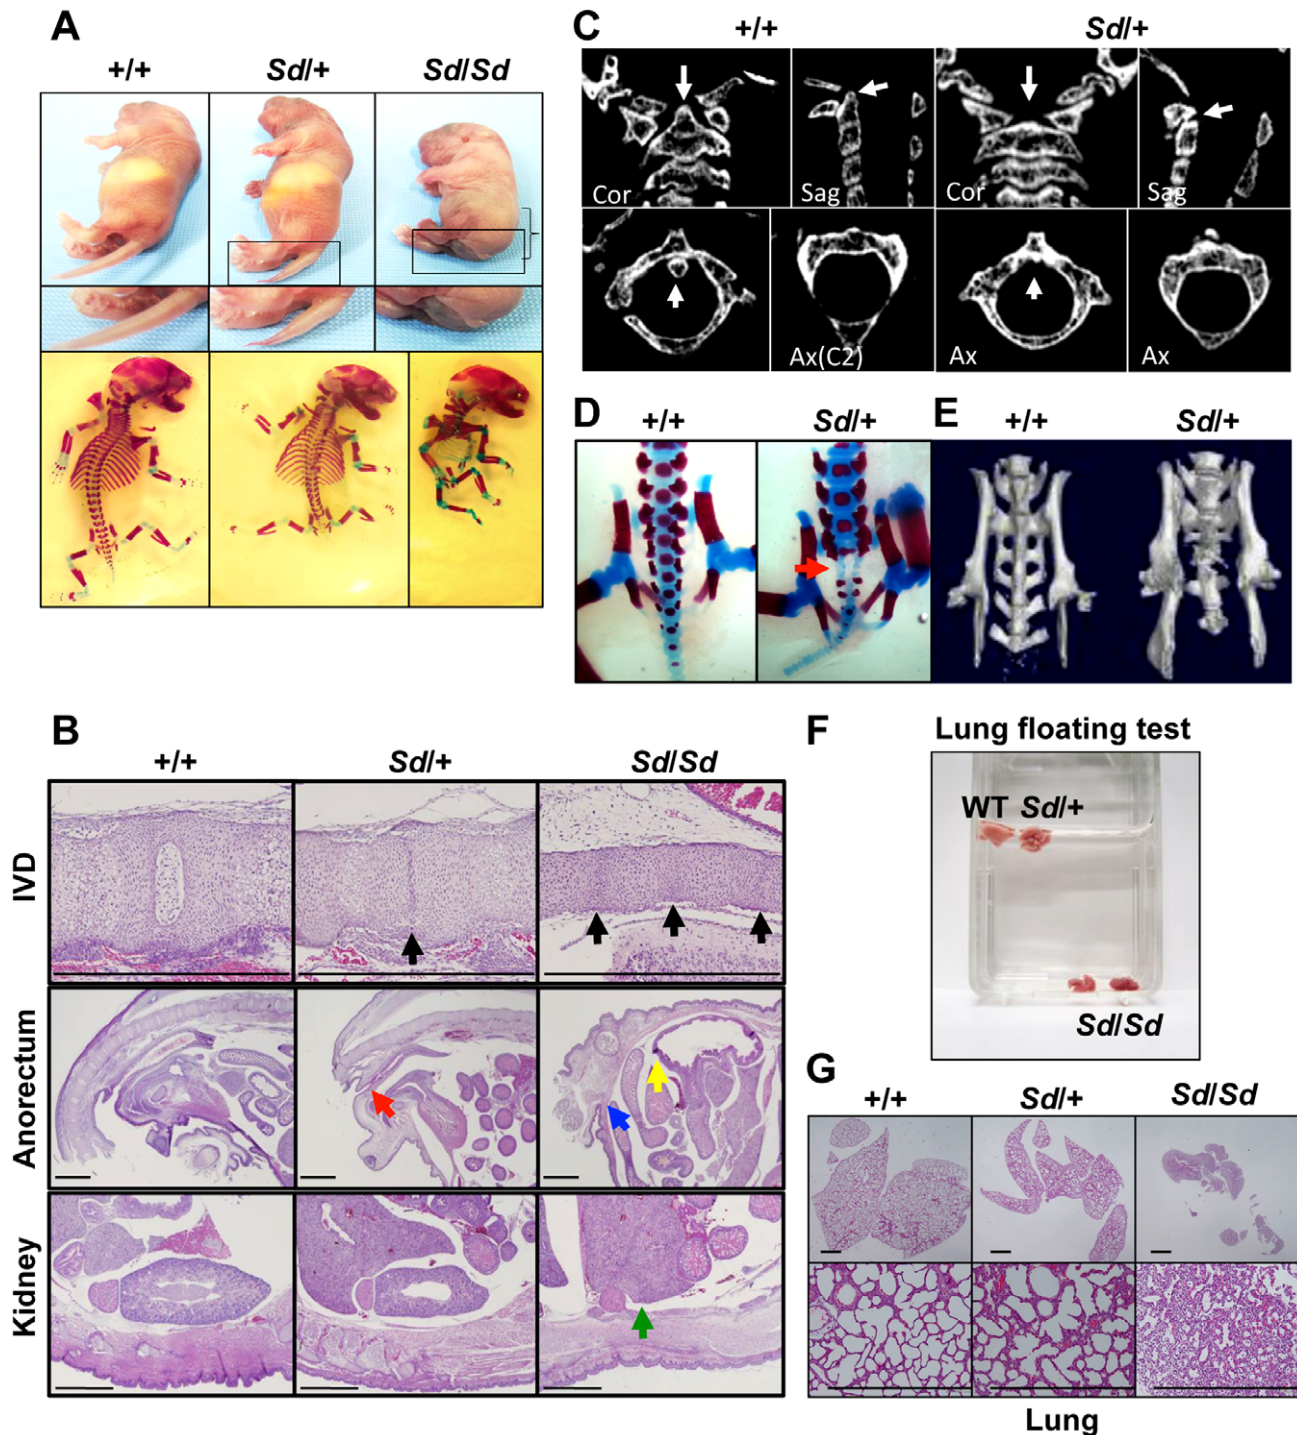 A
+/+ Sd/+ Sd/Sd
C
+/+ Sd/+
Cor Sag Cor Sag
Ax(C2) Ax Ax
D
+/+ Sd/+
E
+/+ Sd/+
B
+/+ Sd/+ Sd/Sd
IVD
Anorectum
Kidney
F
Lung floating test
WT Sd/+
Sd/Sd
G
+/+ Sd/+ Sd/Sd
Lung